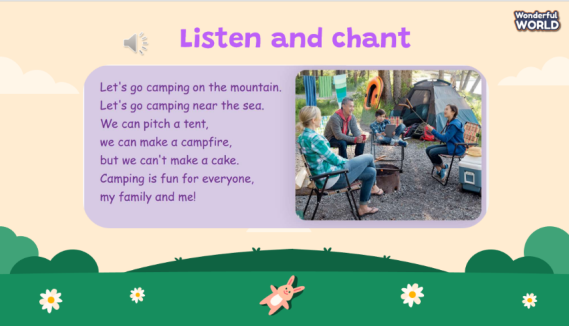 Wonderful
WORLD
Listen and chant
Let's go camping on the mountain.
Let's go camping near the sea.
We can pitch a tent,
we can make a campfire,
but we can't make a cake.
Camping is fun for everyone,
my family and me!